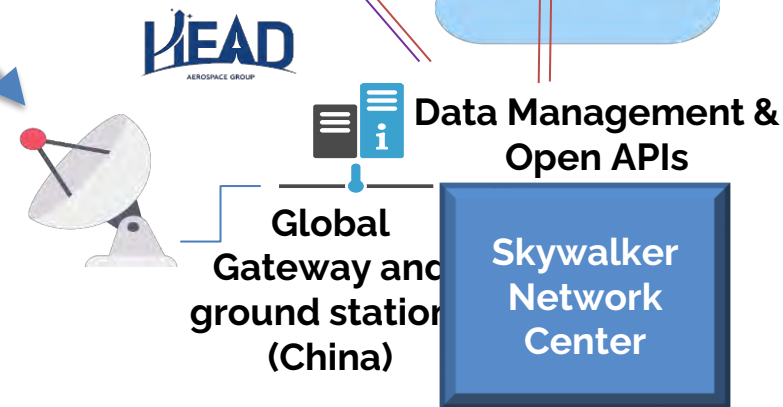 HEAD
AEROSPACE GROUP
Data Management &
Open APIs
Global
Gateway and
ground station
(China)
Skywalker
Network
Center